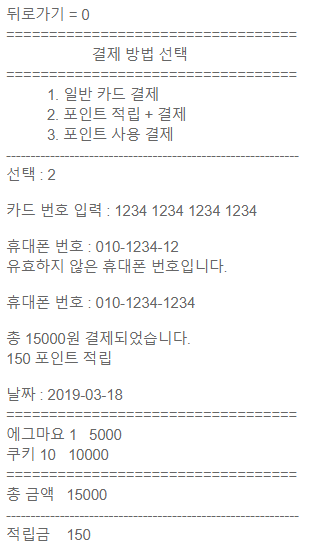 뒤로가기 = 0
==================================
결제 방법 선택
==================================
1. 일반 카드 결제
2. 포인트 적립 + 결제
3. 포인트 사용 결제
----------------------------------------------------------------
선택 : 2
카드 번호 입력 : 1234 1234 1234 1234
휴대폰 번호 : 010-1234-12
유효하지 않은 휴대폰 번호입니다.
휴대폰 번호 : 010-1234-1234
총 15000원 결제되었습니다.
150 포인트 적립
날짜 : 2019-03-18
==================================
에그마요 1 5000
쿠키 10 10000
==================================
총 금액 15000
----------------------------------------------------------------
적립금 150